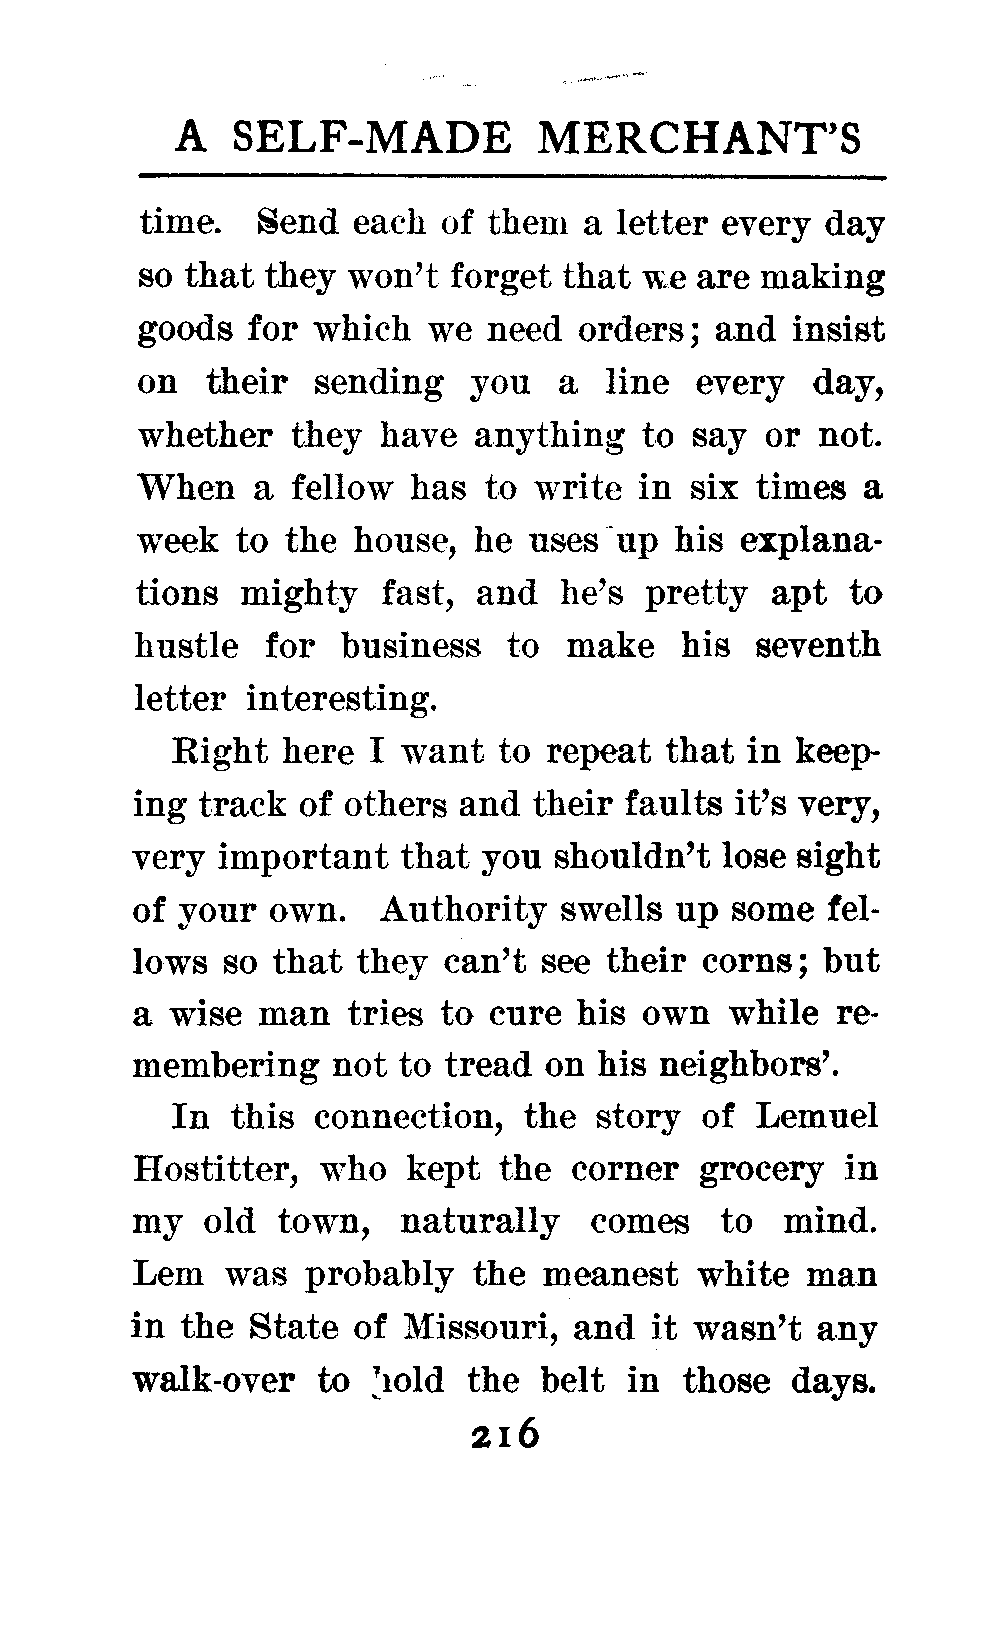 A SELF-MADE MERCHANT'S
time. Send each of them a letter every day
so that they won't forget that we are making
goods for which we need orders; and insist
on their sending you a line every day,
whether they have anything to say or not.
When a fellow has to write in six times a
week to the house, he uses up his explana-
tions mighty fast, and he's pretty apt to
hustle for business to make his seventh
letter interesting.
Right here I want to repeat that in keep-
ing track of others and their faults it's very,
very important that you shouldn't lose sight
of your own. Authority swells up some fel-
lows so that they can't see their corns; but
a wise man tries to cure his own while re-
membering not to tread on his neighbors'.
In this connection, the story of Lemuel
Hostitter, who kept the corner grocery in
my old town, naturally comes to mind.
Lem was probably the meanest white man
in the State of Missouri, and it wasn't any
walk-over to hold the belt in those days.
216